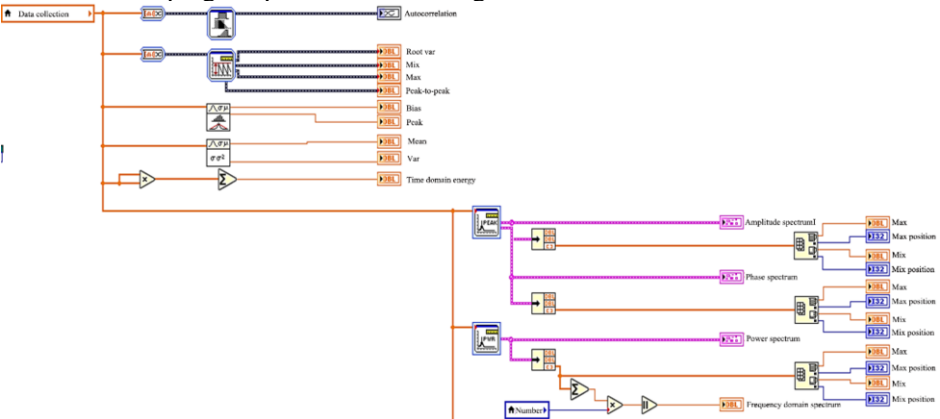 Data collection
Autocorrelation
Root var
Mix
Max
Peak-to-peak
Bias
Peak
Mean
Var
Time domain energy
Amplitude spectrumI
Max
Max position
Mix
Mix position
Phase spectrum
Max
Max position
Mix
Mix position
Power spectrum
Max
Max position
Mix
Mix position
Number
Frequency domain spectrum